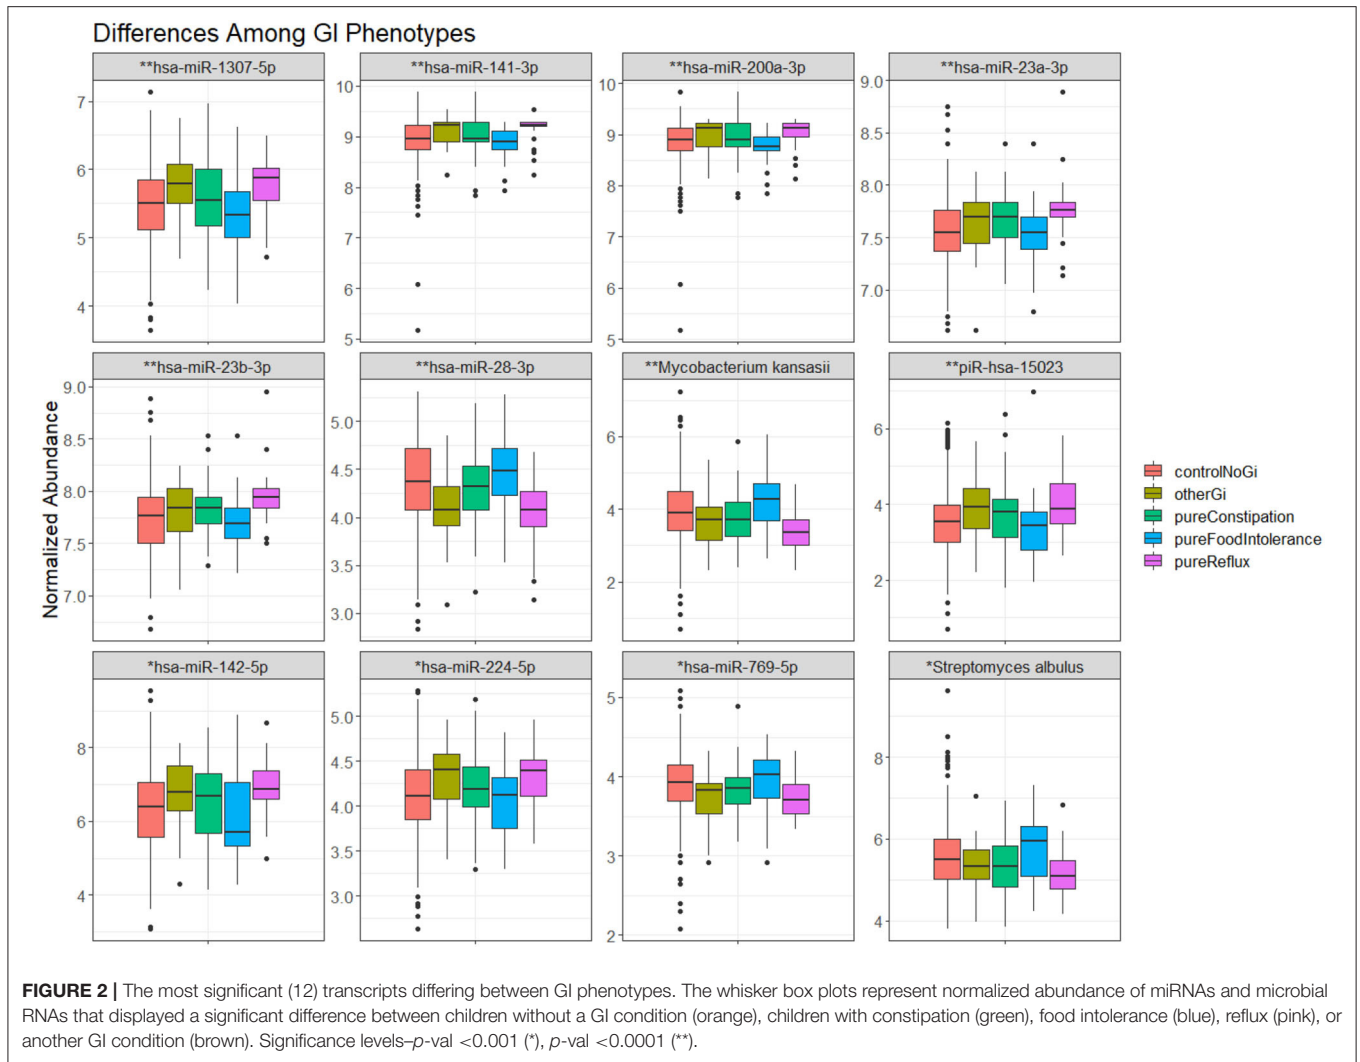 Differences Among GI Phenotypes
**hsa-miR-1307-5p
**hsa-miR-141-3p
**hsa-miR-200a-3p
**hsa-miR-23a-3p
7
6
5
4
10
9
8
7
6
5
10
9
8
7
6
5
9.0
8.5
8.0
7.5
7.0
**hsa-miR-23b-3p
**hsa-miR-28-3p
**Mycobacterium kansasii
**piR-hsa-15023
Normalized Abundance
9.0
8.5
8.0
7.5
7.0
5.0
4.5
4.0
3.5
3.0
6
4
2
6
4
2
*hsa-miR-142-5p
*hsa-miR-224-5p
*hsa-miR-769-5p
*Streptomyces albulus
8
6
4
5.0
4.5
4.0
3.5
3.0
5
4
3
2
8
6
4
controlNoGi
otherGi
pureConstipation
pureFoodIntolerance
pureReflux
FIGURE 2 | The most significant (12) transcripts differing between GI phenotypes. The whisker box plots represent normalized abundance of miRNAs and microbial
RNAs that displayed a significant difference between children without a GI condition (orange), children with constipation (green), food intolerance (blue), reflux (pink), or
another GI condition (brown). Significance levels–p-val <0.001 (*), p-val <0.0001 (**).